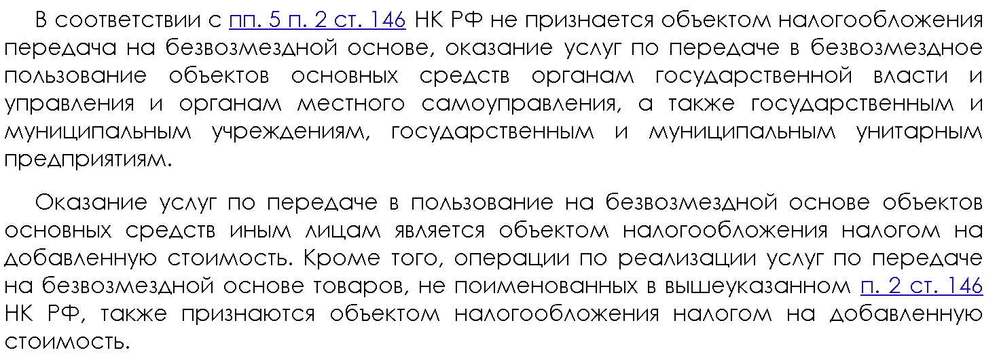 В соответствии с пп. 5 п. 2 ст. 146 НК РФ не признается объектом налогообложения
передача на безвозмездной основе, оказание услуг по передаче в безвозмездное
пользование объектов основных средств органам государственной власти и
управления и органам местного самоуправления, а также государственным и
муниципальным учреждениям, государственным и муниципальным унитарным
предприятиям.
Оказание услуг по передаче в пользование на безвозмездной основе объектов
основных средств иным лицам является объектом налогообложения налогом на
добавленную стоимость. Кроме того, операции по реализации услуг по передаче
на безвозмездной основе товаров, не поименованных в вышеуказанном п. 2 ст. 146
НК РФ, также признаются объектом налогообложения налогом на добавленную
стоимость.